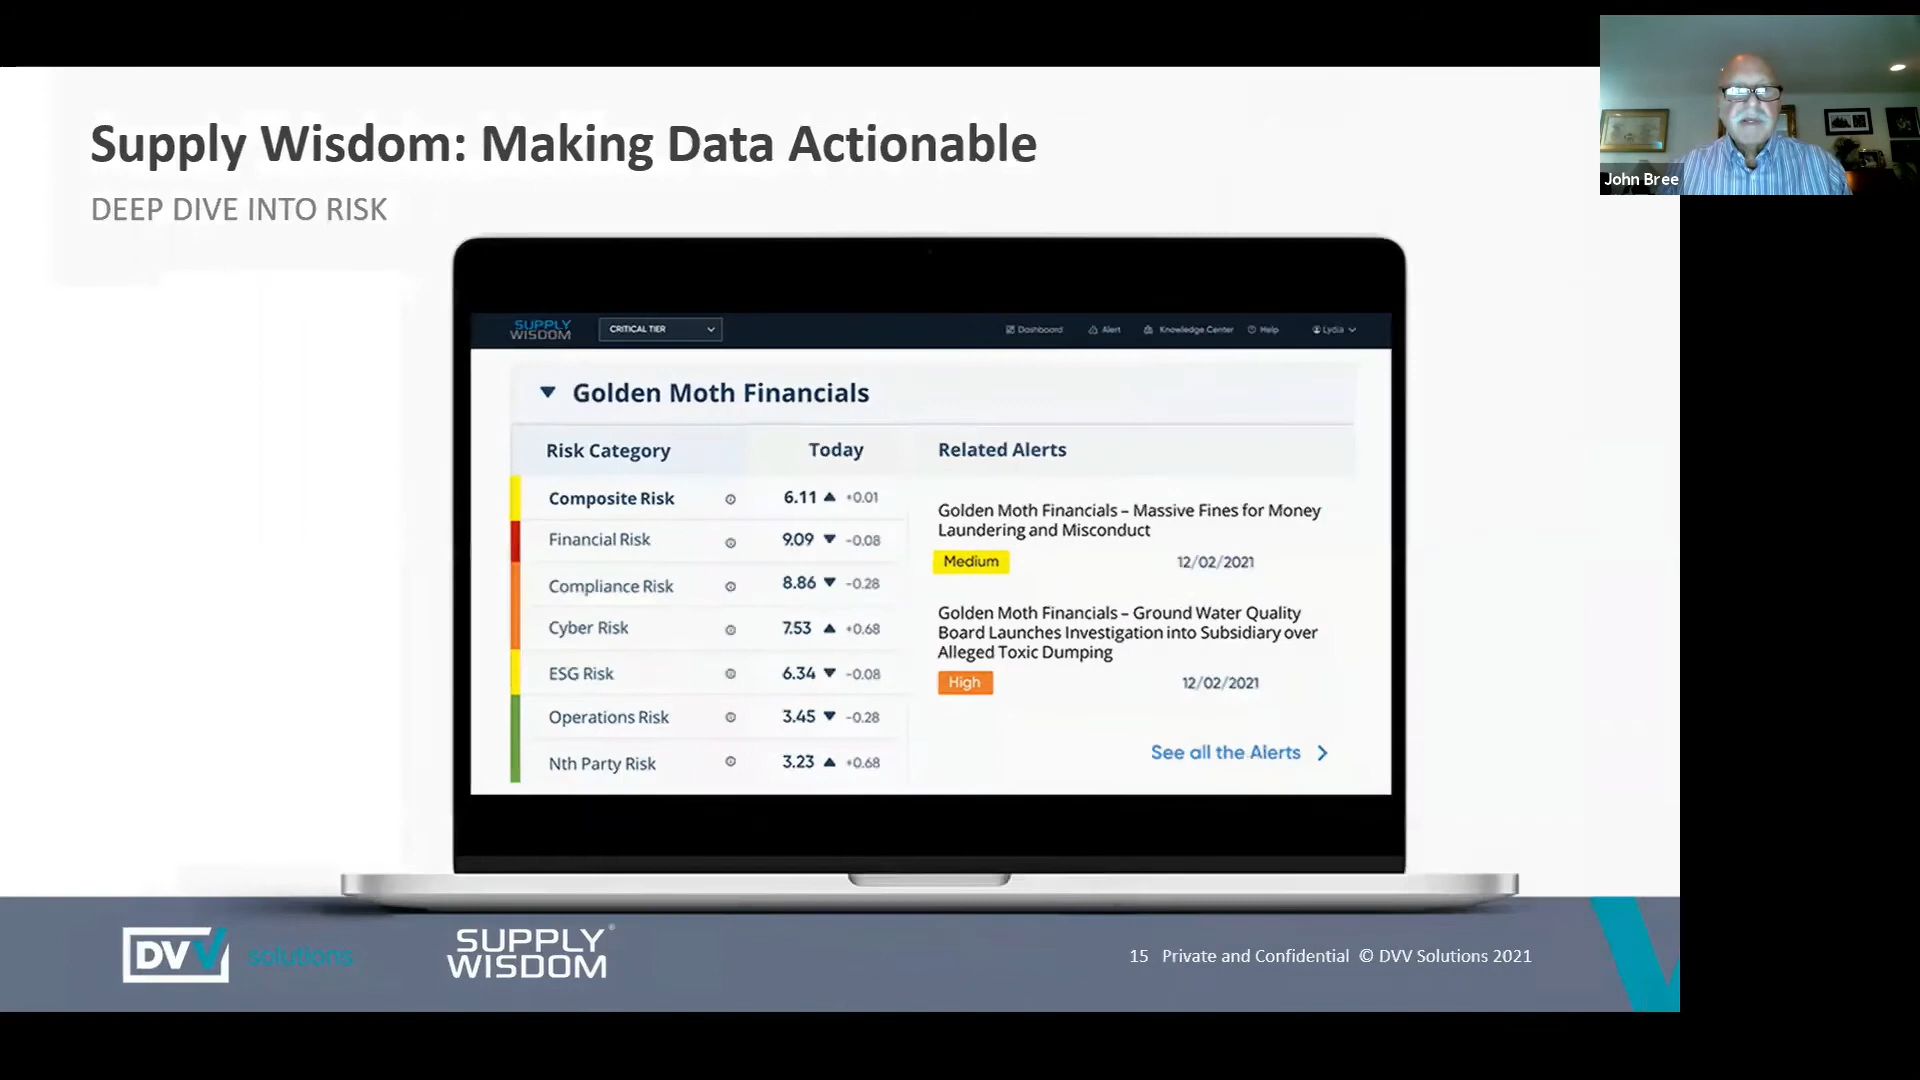 Supply Wisdom: Making Data Actionable
DEEP DIVE INTO RISK
John Bree
SUPPLY
WISDOM
CRITICAL TIER
Dashboard
Alert
Knowledge Center
Help
Lydia
Golden Moth Financials
Risk Category
Today
Related Alerts
Composite Risk
6.11 ▲ +0.01
Financial Risk
9.09 ▼ -0.08
Compliance Risk
8.86 ▼ -0.28
Cyber Risk
7.53 ▲ +0.68
ESG Risk
6.34 ▼ -0.08
Operations Risk
3.45 ▼ -0.28
Nth Party Risk
3.23 ▲ +0.68
Golden Moth Financials – Massive Fines for Money
Laundering and Misconduct
Medium
12/02/2021
Golden Moth Financials – Ground Water Quality
Board Launches Investigation into Subsidiary over
Alleged Toxic Dumping
High
12/02/2021
See all the Alerts
DVV solutions
SUPPLY
WISDOM®
15 Private and Confidential © DVV Solutions 2021